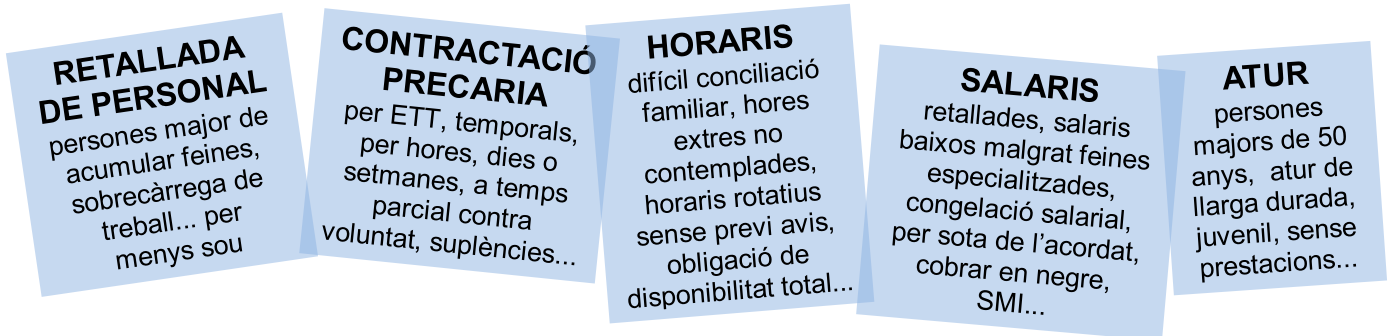 RETALLADA
DE PERSONAL
persones major de
acumular feines,
sobrecàrrega de
treball... per
menys sou
CONTRACTACIÓ
PRECARIA
per ETT, temporals,
per hores, dies o
setmanes, a temps
parcial contra
voluntat, suplències...
HORARIS
difícil conciliació
familiar, hores
extres no
contemplades,
horaris rotatius
sense previ avis,
obligació de
disponibilitat total...
SALARIS
retallades, salaris
baixos malgrat feines
especialitzades,
congelació salarial,
per sota de l’acordat,
cobrar en negre,
SMI...
ATUR
persones
majors de 50
anys, atur de
llarga durada,
juvenil, sense
prestacions...